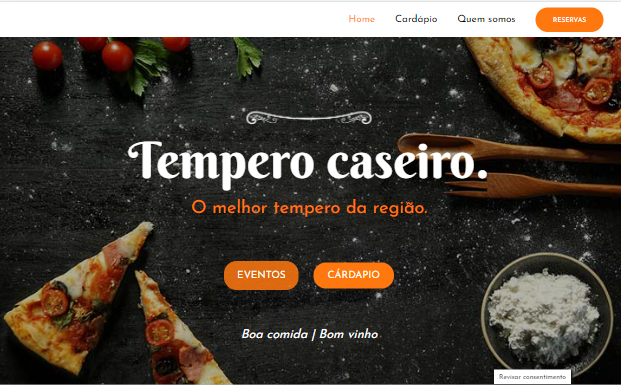 Home Cardápio Quem somos RESERVAS
Tempero caseiro.
O melhor tempero da região.
EVENTOS CÁRDAPIO
Boa comida | Bom vinho
Revisar consentimento